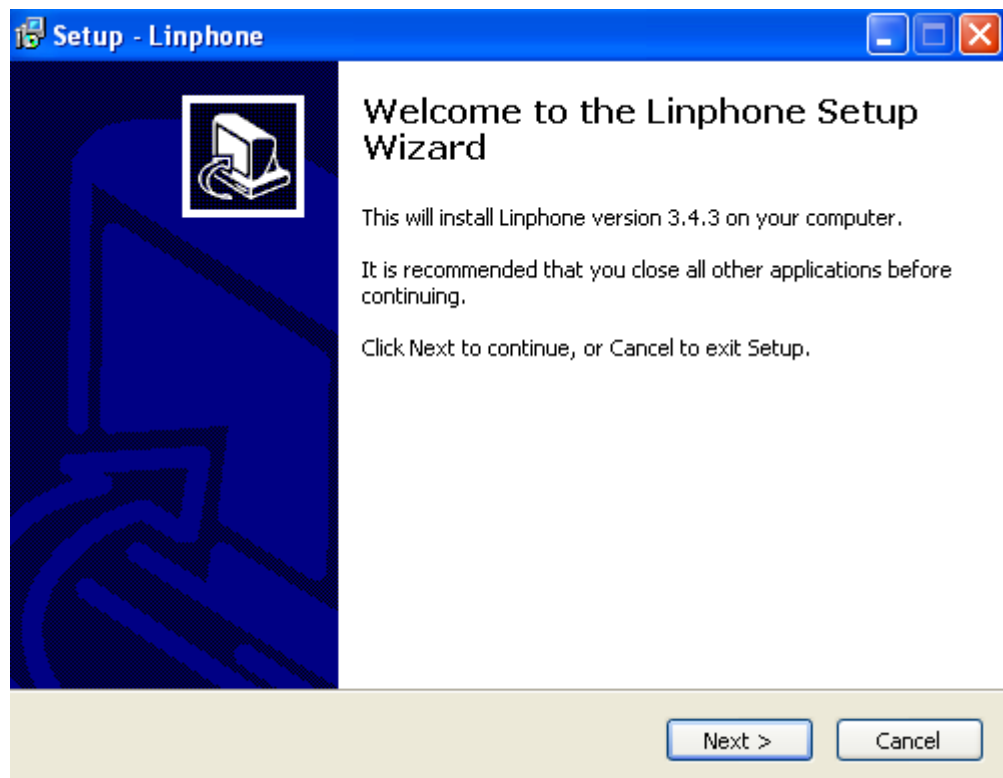 Setup - Linphone
Welcome to the Linphone Setup
Wizard
This will install Linphone version 3.4.3 on your computer.
It is recommended that you close all other applications before
continuing.
Click Next to continue, or Cancel to exit Setup.
Next >
Cancel